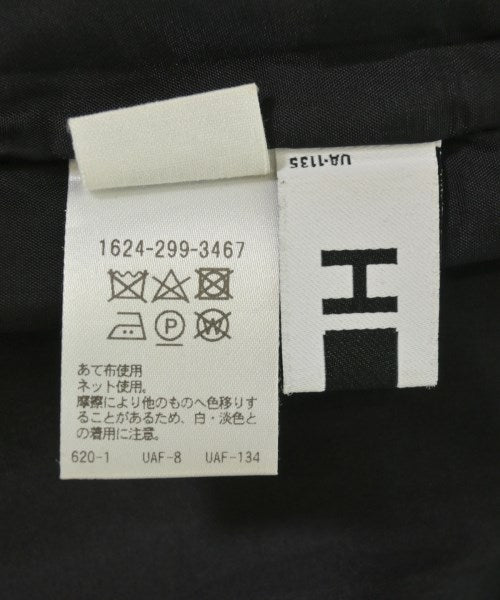 1624-299-3467
P
W
あて布使用
ネット使用。
摩擦により他のものへ色移りす
ることがあるため、白・淡色と
の着用に注意。
620-1 UAF-8 UAF-134
UA-1135
H